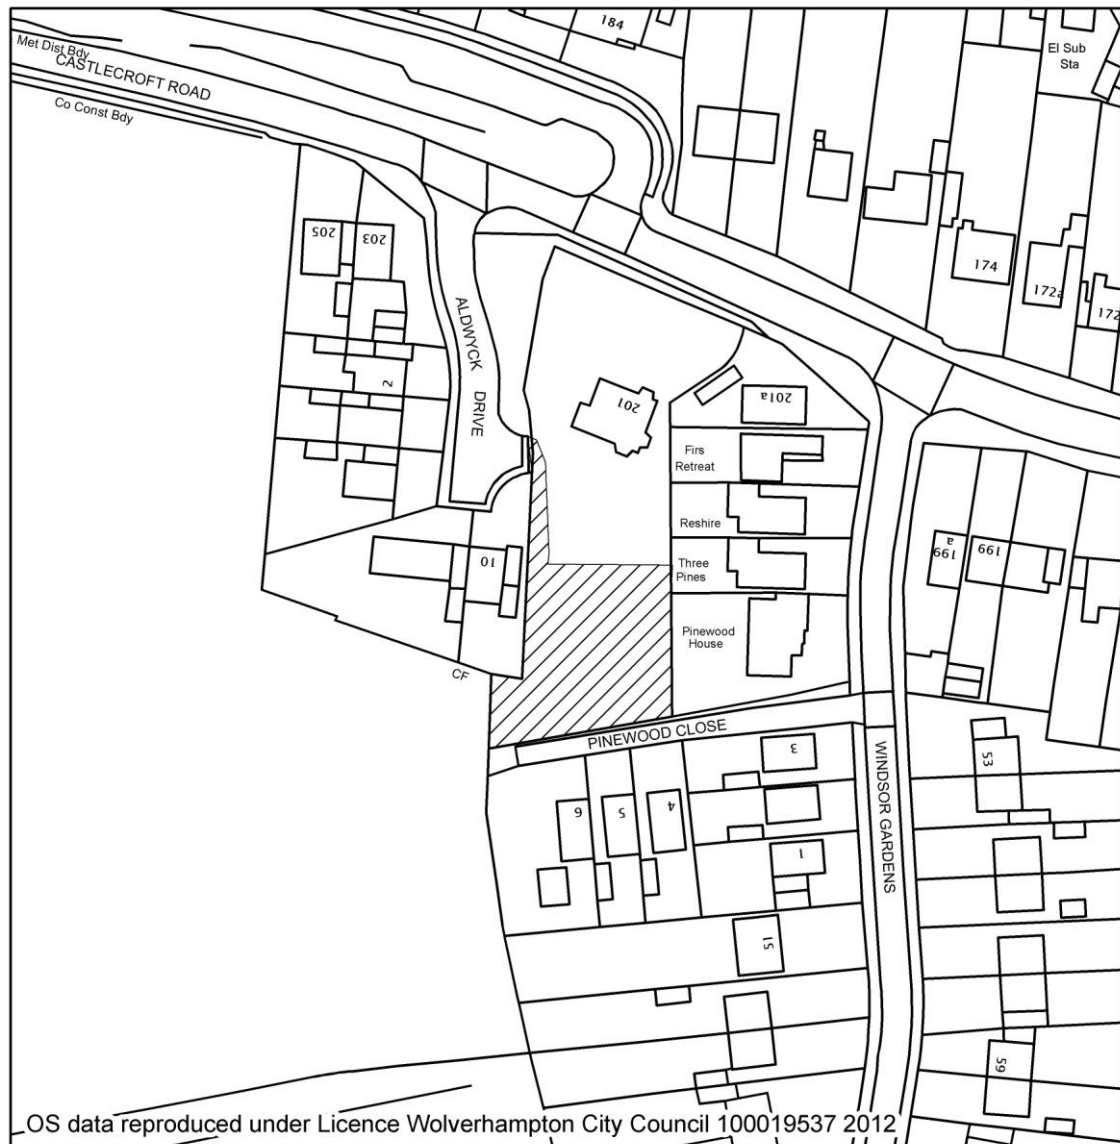 184
El Sub
Sta
Met Dist Bdy
CASTLECROFT ROAD
Co Const Bdy
205
203
174
172a
172
ALDWYCK
DRIVE
2
201
201a
Firs
Retreat
Reshire
Three
Pines
10
199
a
199
Pinewood
House
CF
PINEWOOD CLOSE
3
WINDSOR GARDENS
53
6
5
4
1
51
59
OS data reproduced under Licence Wolverhampton City Council 100019537 2012